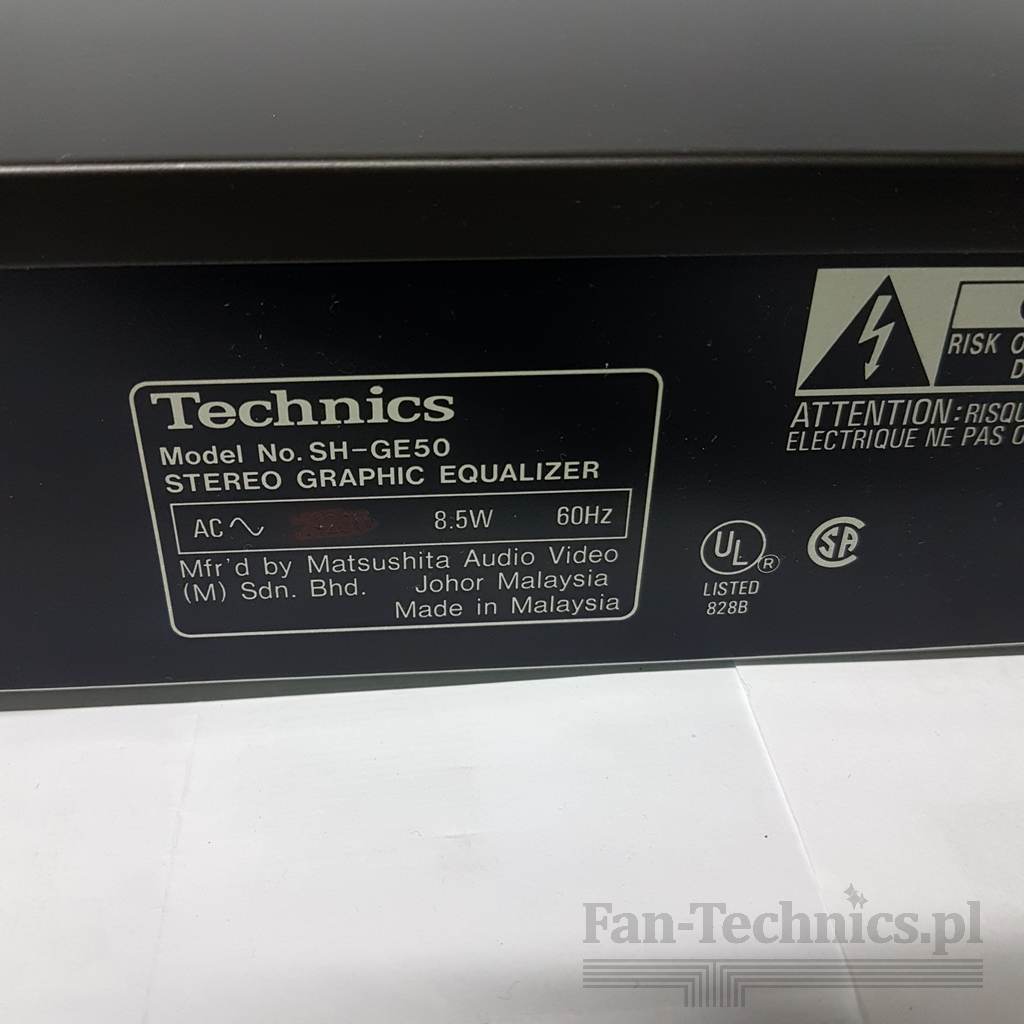 Technics
Model No. SH-GE50
STEREO GRAPHIC EQUALIZER
AC 8.5W 60Hz
Mfr'd by Matsushita Audio Video
(M) Sdn. Bhd. Johor Malaysia
Made in Malaysia
RISK
ATTENTION: RISQU
ELECTRIQUE NE PAS
UL ®
LISTED
828B
SA
Fan-Technics.pl